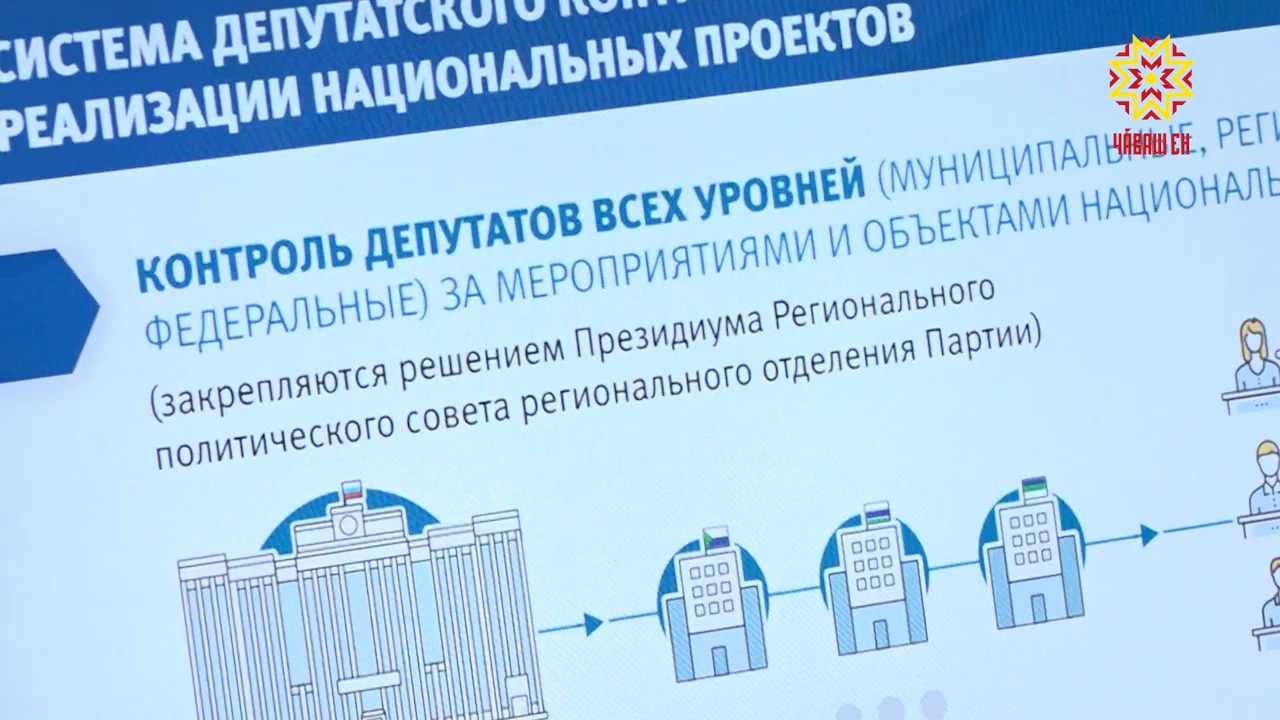 СИСТЕМА ДЕПУТАТСКОГО
РЕАЛИЗАЦИИ НАЦИОНАЛЬНЫХ ПРОЕКТОВ
ЧӐВАШ ЕН
КОНТРОЛЬ ДЕПУТАТОВ ВСЕХ УРОВНЕЙ (МУНИЦИПАЛЬНЫЕ,
ФЕДЕРАЛЬНЫЕ) ЗА МЕРОПРИЯТИЯМИ И ОБЪЕКТАМИ
(закрепляются решением Президиума Регионального
политического совета регионального отделения Партии)